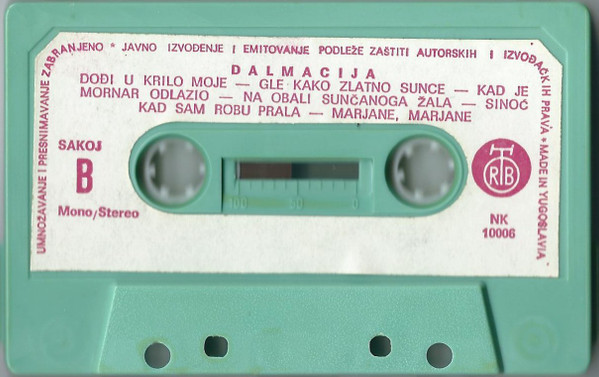 UMNOŽAVANJE I PRESNIMAVANJE ZABRANJENO * JAVNO IZVOĐENJE I EMITOVANJE PODLEŽE ZAŠTITI AUTORSKIH I IZVOĐAČKIH PRAVA * MADE IN YUGOSLAVIA
DALMACIJA
DOĐI U KRILO MOJE — GLE KAKO ZLATNO SUNCE — KAD JE
MORNAR ODLAZIO — NA OBALI SUNČANOGA ŽALA — SINOĆ
KAD SAM ROBU PRALA — MARJANE, MARJANE
SAKOJ
B
Mono/Stereo
100 50 0
RTB
NK
10006